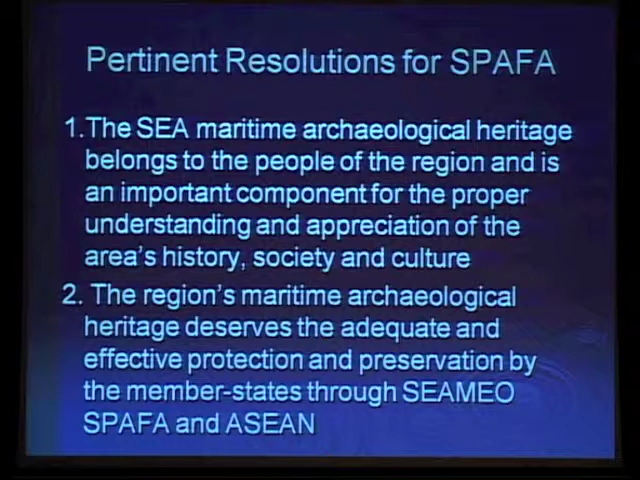 Pertinent Resolutions for SPAFA
1.The SEA maritime archaeological heritage
belongs to the people of the region and is
an important component for the proper
understanding and appreciation of the
area's history, society and culture
2. The region's maritime archaeological
heritage deserves the adequate and
effective protection and preservation by
the member-states through SEAMEO
SPAFA and ASEAN